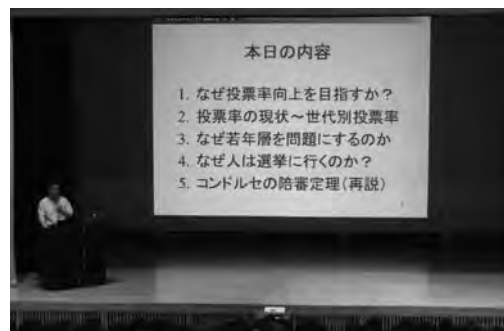 本日の内容
1. なぜ投票率向上を目指すか？
2. 投票率の現状～世代別投票率
3. なぜ若年層を問題にするのか
4. なぜ人は選挙に行くのか？
5. コンドルセの陪審定理(再説)